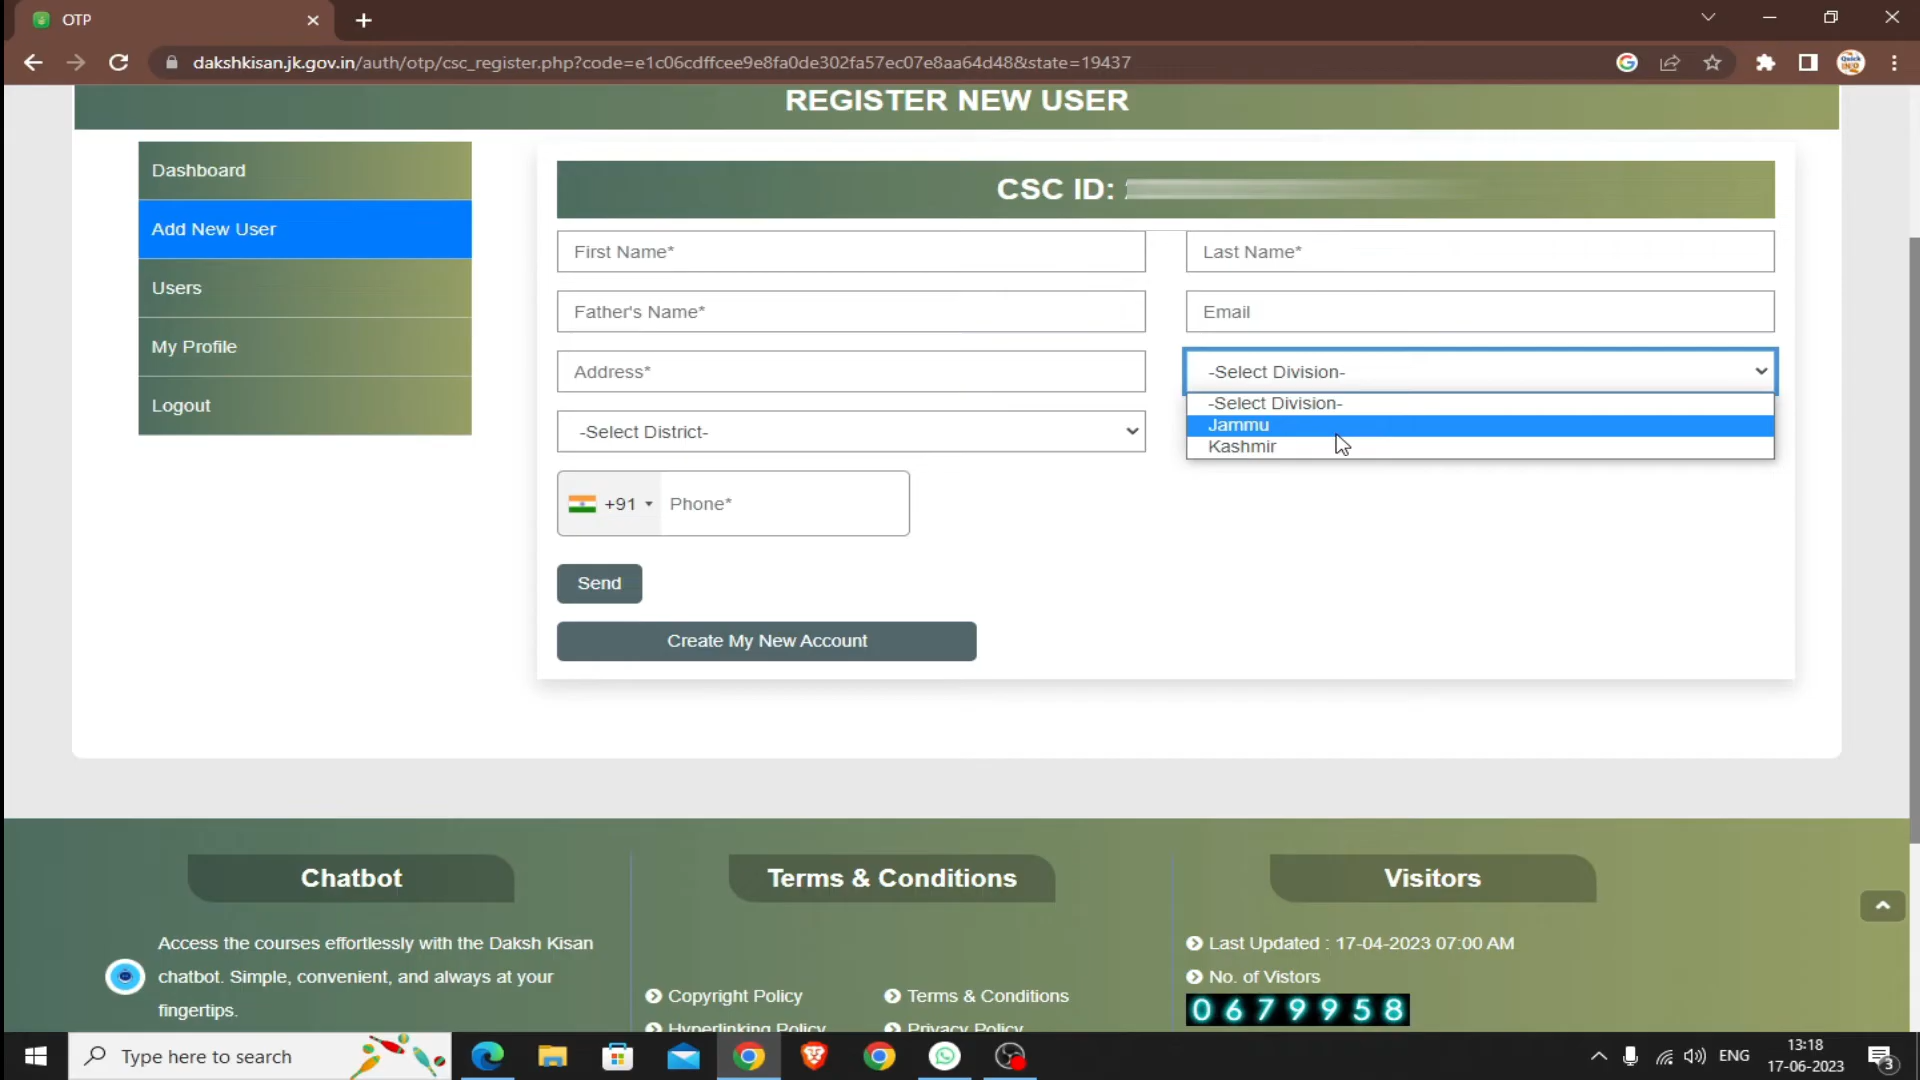 OTP
dakshkisan.jk.gov.in/auth/otp/csc_register.php?code=e1c06cdffcee9e8fa0de302fa57ec07e8aa64d48&state=19437
REGISTER NEW USER
Dashboard
Add New User
Users
My Profile
Logout
CSC ID:
First Name*
Last Name*
Father's Name*
Email
Address*
-Select Division-
-Select Division-
Jammu
Kashmir
-Select District-
+91
Phone*
Send
Create My New Account
Chatbot
Access the courses effortlessly with the Daksh Kisan
chatbot. Simple, convenient, and always at your
fingertips.
Terms & Conditions
Copyright Policy
Terms & Conditions
Hyperlinking Policy
Privacy Policy
Visitors
Last Updated : 17-04-2023 07:00 AM
No. of Vistors
0679958
Type here to search
ENG
13:18
17-06-2023
3